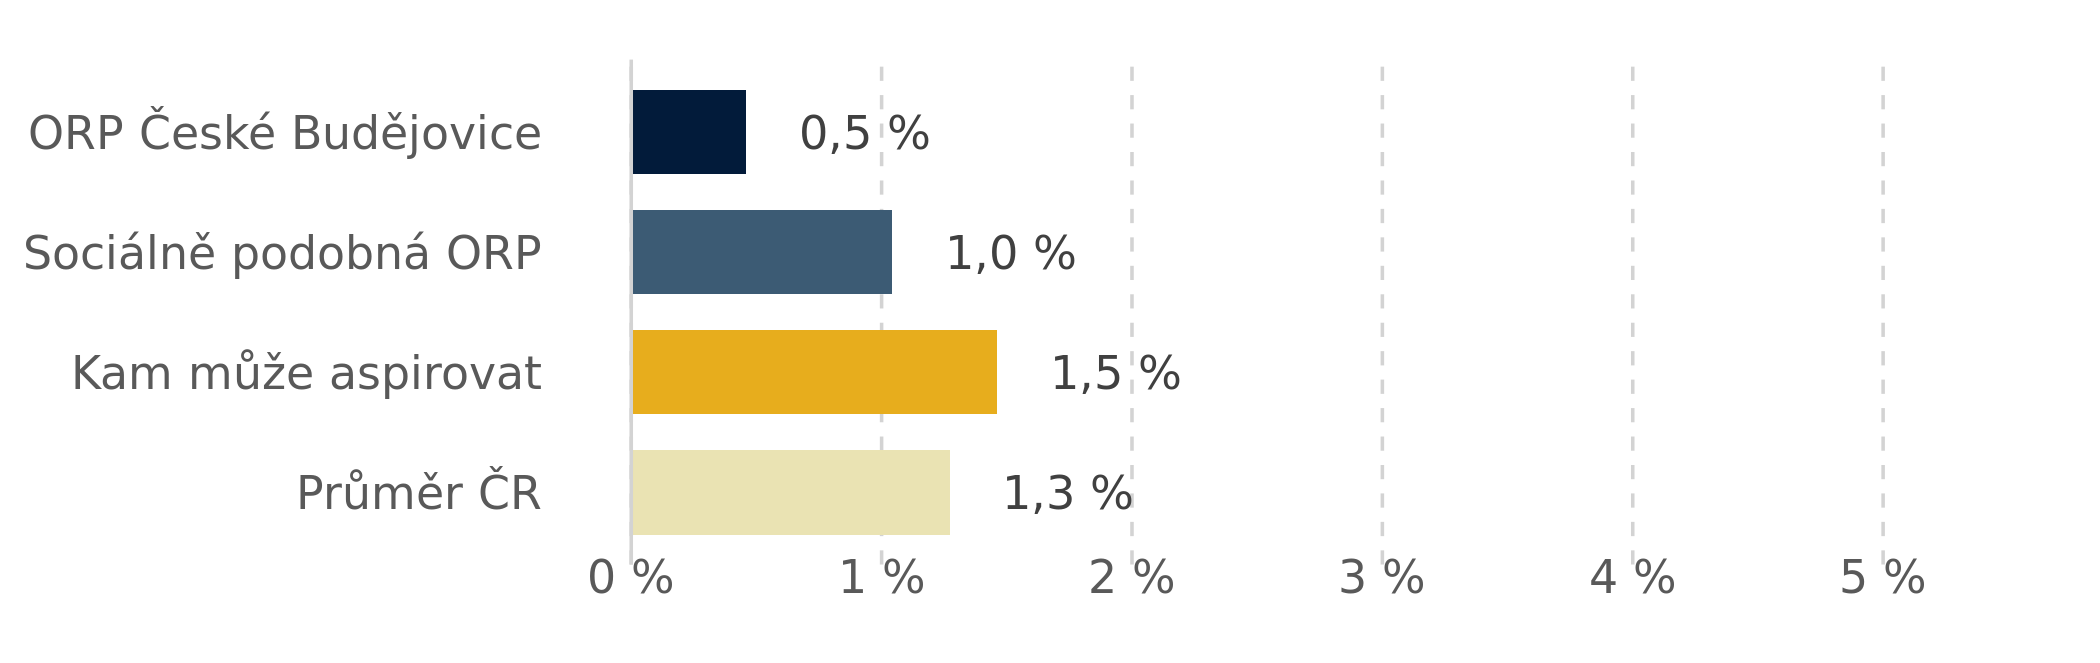 ORP České Budějovice 0,5 %
Sociálně podobná ORP 1,0 %
Kam může aspirovat 1,5 %
Průměr ČR 1,3 %
0 % 1 % 2 % 3 % 4 % 5 %